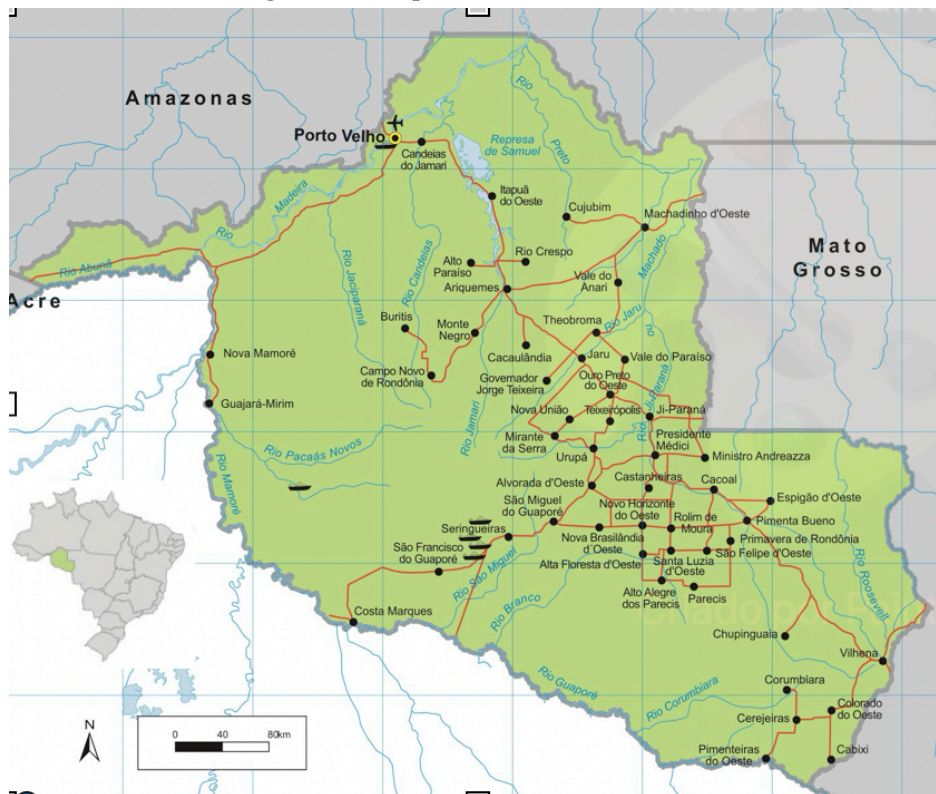 Amazonas
Porto Velho
Candeias
do Jamari
Represa
de Samuel
Rio
Preto
Itapuã
do Oeste
Cujubim
Machadinho d'Oeste
Rio
Madeira
Mato
Grosso
Rio Abunã
Acre
Rio Jaciparaná
Rio Candeias
Alto
Paraíso
Rio Crespo
Machado
Ariquemes
Vale do
Anari
Buritis
Monte
Negro
Theobroma
Rio Jaru
ou
Nova Mamoré
Cacaulândia
Jaru
Vale do Paraíso
Campo Novo
de Rondônia
Governador
Jorge Teixeira
Ouro Preto
do Oeste
Rio Ji-Paraná
Guajará-Mirim
Rio Jamari
Nova União
Teixeirópolis
Ji-Paraná
Mirante
da Serra
Presidente
Médici
Rio Pacaás Novos
Urupá
Ministro Andreazza
Rio Mamoré
Alvorada d'Oeste
Castanheiras
Cacoal
São Miguel
do Guaporé
Novo Horizonte
do Oeste
Espigão d'Oeste
Seringueiras
Rolim de
Moura
Pimenta Bueno
Nova Brasilândia
d'Oeste
Primavera de Rondônia
São Francisco
do Guaporé
São Felipe d'Oeste
Alta Floresta d'Oeste
Santa Luzia
d'Oeste
Rio São Miguel
Rio Branco
Alto Alegre
dos Parecis
Parecis
Rio Roosevelt
Costa Marques
Chupinguaia
Vilhena
Rio Guaporé
Rio Corumbiara
Corumbiara
Colorado
do Oeste
Cerejeiras
Pimenteiras
do Oeste
Cabixi
N
0 40 80km